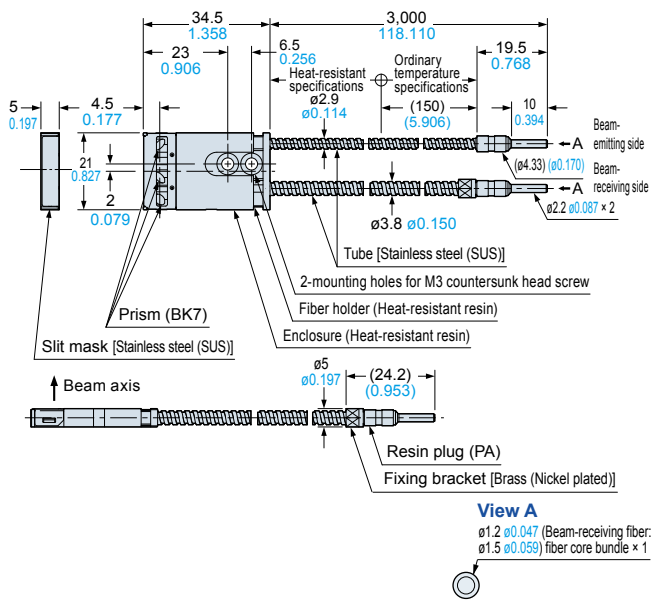 34.5
1.358
3,000
118.110
23
0.906
6.5
0.256
19.5
0.768
Heat-resistant
specifications
Ordinary
temperature
specifications
5
0.197
4.5
0.177
ø2.9
ø0.114
(150)
(5.906)
10
0.394
21
0.827
A
Beam-
emitting side
(ø4.33) (ø0.170)
2
0.079
A
Beam-
receiving side
ø3.8 ø0.150
ø2.2 ø0.087 × 2
Tube [Stainless steel (SUS)]
2-mounting holes for M3 countersunk head screw
Prism (BK7)
Fiber holder (Heat-resistant resin)
Enclosure (Heat-resistant resin)
Slit mask [Stainless steel (SUS)]
Beam axis
ø5
ø0.197
(24.2)
(0.953)
Resin plug (PA)
Fixing bracket [Brass (Nickel plated)]
View A
ø1.2 ø0.047 (Beam-receiving fiber:
ø1.5 ø0.059) fiber core bundle × 1